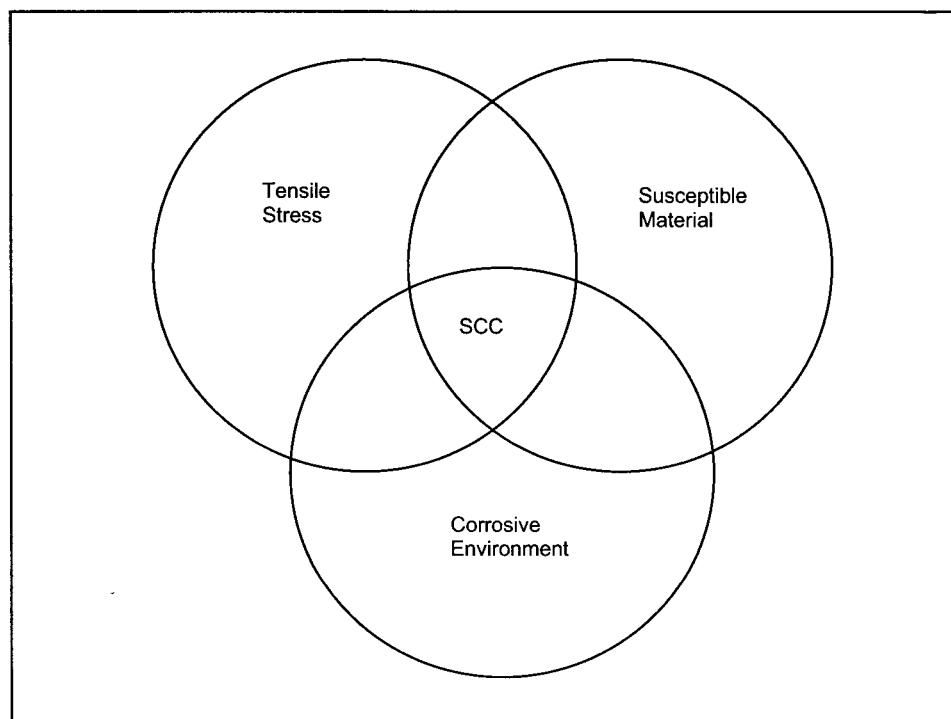 Tensile
Stress
Susceptible
Material
SCC
Corrosive
Environment